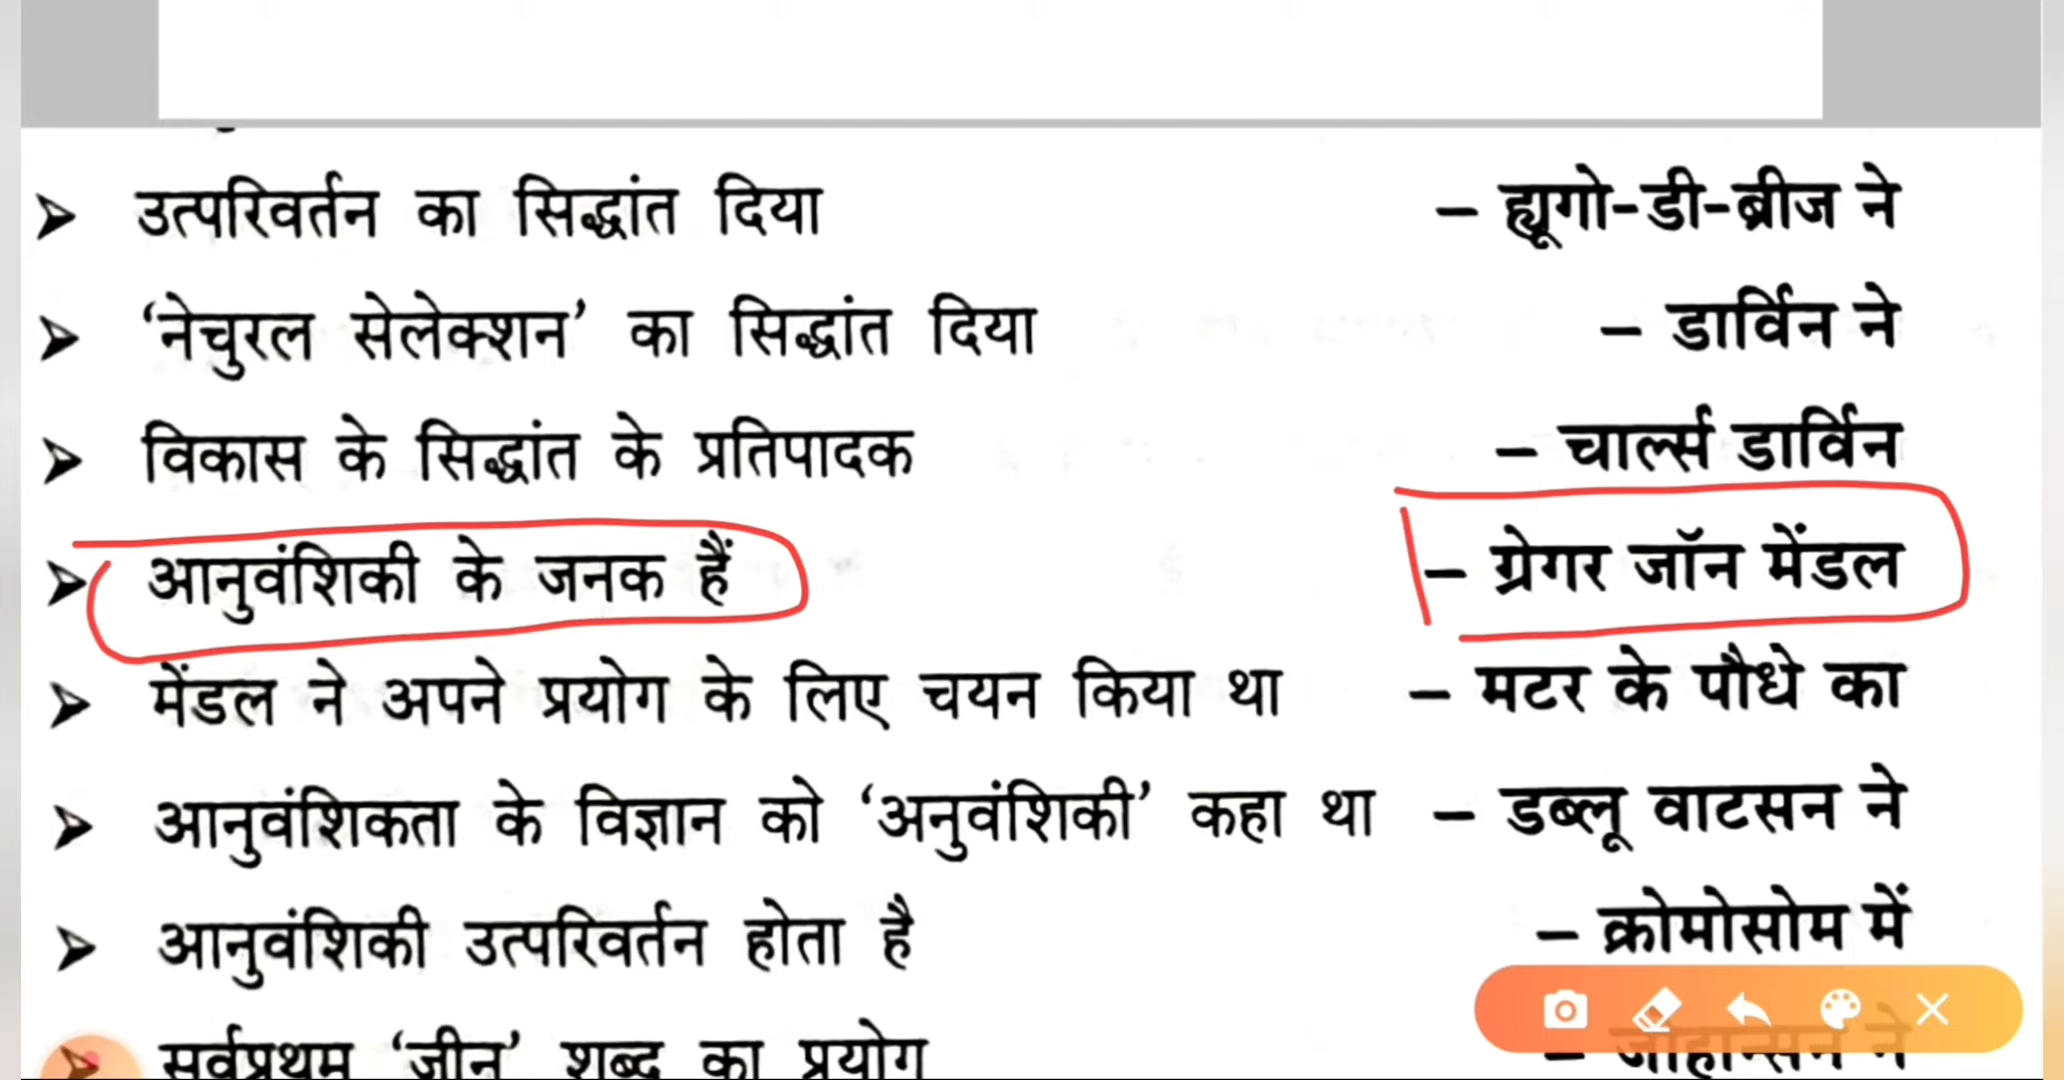 ➢ उत्परिवर्तन का सिद्धांत दिया – ह्यूगो-डी-ब्रीज ने
➢ ‘नेचुरल सेलेक्शन’ का सिद्धांत दिया – डार्विन ने
➢ विकास के सिद्धांत के प्रतिपादक – चार्ल्स डार्विन
➢ आनुवंशिकी के जनक हैं – ग्रेगर जॉन मेंडल
➢ मेंडल ने अपने प्रयोग के लिए चयन किया था – मटर के पौधे का
➢ आनुवंशिकता के विज्ञान को ‘अनुवंशिकी’ कहा था – डब्लू वाटसन ने
➢ आनुवंशिकी उत्परिवर्तन होता है – क्रोमोसोम में
➢ सर्वप्रथम ‘जीन’ शब्द का प्रयोग – जोहान्सन ने